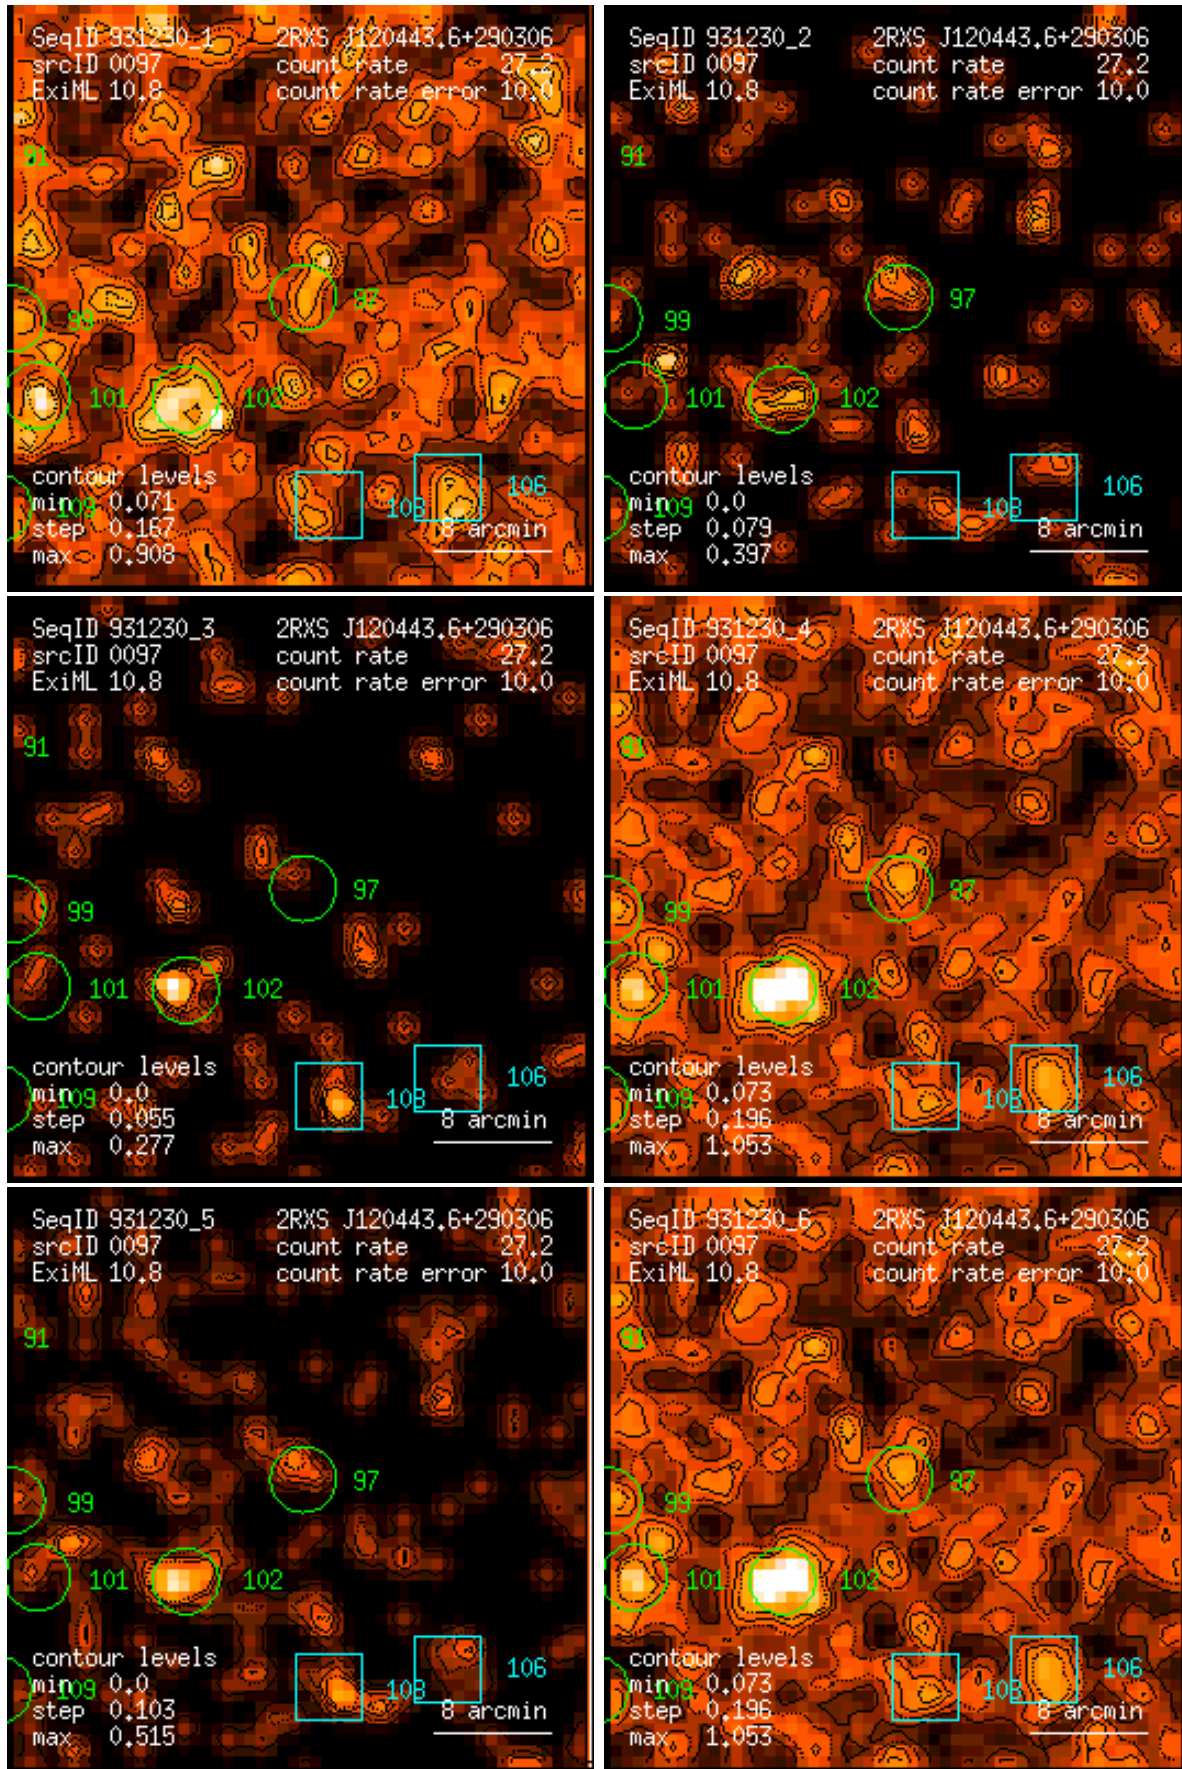 SeqID 931230_1 2RXS J120443.6+290306
srcID 0097 count rate 27.2
ExiML 10.8 count rate error 10.0
91
97
99
101 102
contour levels
106
min 0.071
109 108
step 0.167 8 arcmin
max 0.908
SeqID 931230_2 2RXS J120443.6+290306
srcID 0097 count rate 27.2
ExiML 10.8 count rate error 10.0
91
97
99
101 102
contour levels
106
min 0.0
109 108
step 0.079 8 arcmin
max 0.397
SeqID 931230_3 2RXS J120443.6+290306
srcID 0097 count rate 27.2
ExiML 10.8 count rate error 10.0
91
97
99
101 102
contour levels
106
min 0.0
109 108
step 0.055 8 arcmin
max 0.277
SeqID 931230_4 2RXS J120443.6+290306
srcID 0097 count rate 27.2
ExiML 10.8 count rate error 10.0
91
97
99
101 102
contour levels
106
min 0.073
109 108
step 0.196 8 arcmin
max 1.053
SeqID 931230_5 2RXS J120443.6+290306
srcID 0097 count rate 27.2
ExiML 10.8 count rate error 10.0
91
97
99
101 102
contour levels
106
min 0.0
109 108
step 0.103 8 arcmin
max 0.515
SeqID 931230_6 2RXS J120443.6+290306
srcID 0097 count rate 27.2
ExiML 10.8 count rate error 10.0
91
97
99
101 102
contour levels
106
min 0.073
109 108
step 0.196 8 arcmin
max 1.053